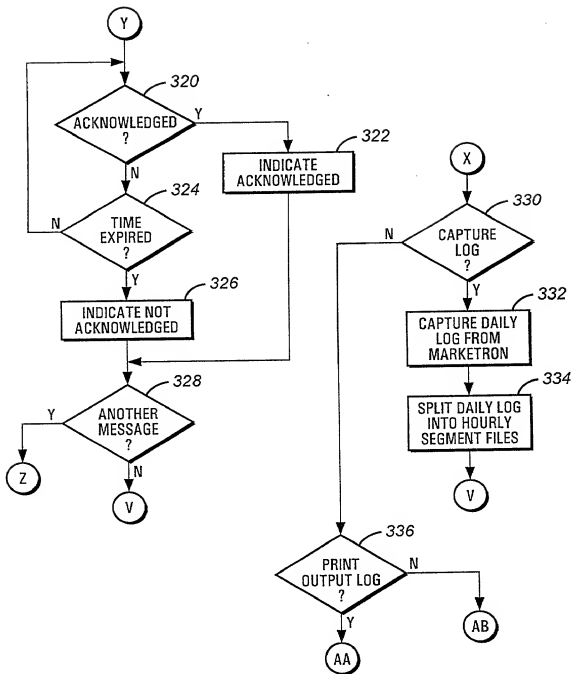 Y
320
ACKNOWLEDGED
?
Y
N
322
INDICATE
ACKNOWLEDGED
324
N
TIME
EXPIRED
?
Y
326
INDICATE NOT
ACKNOWLEDGED
328
Y
ANOTHER
MESSAGE
?
N
Z
V
X
330
N
CAPTURE
LOG
?
Y
332
CAPTURE DAILY
LOG FROM
MARKETRON
334
SPLIT DAILY LOG
INTO HOURLY
SEGMENT FILES
V
336
PRINT
OUTPUT LOG
?
N
Y
AA
AB